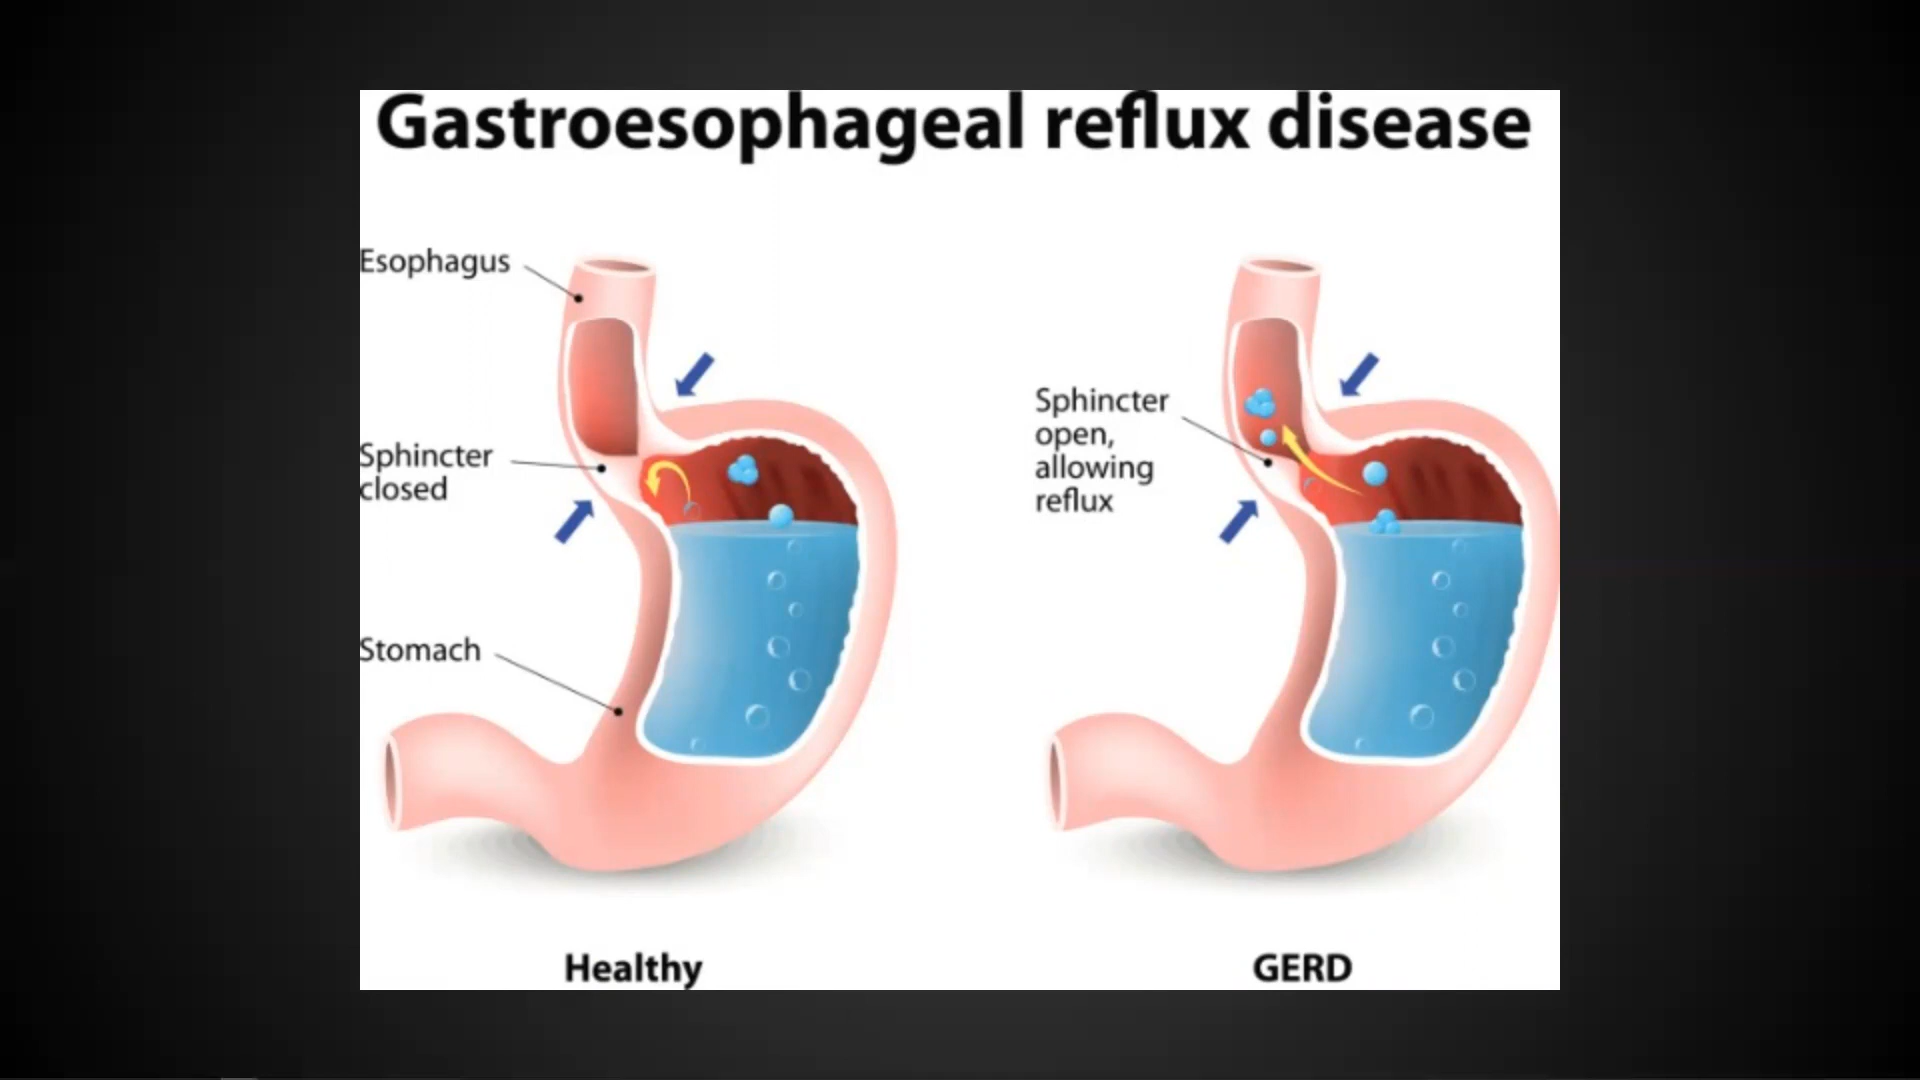 Gastroesophageal reflux disease
Esophagus
Sphincter
closed
Stomach
Healthy
Sphincter
open,
allowing
reflux
GERD